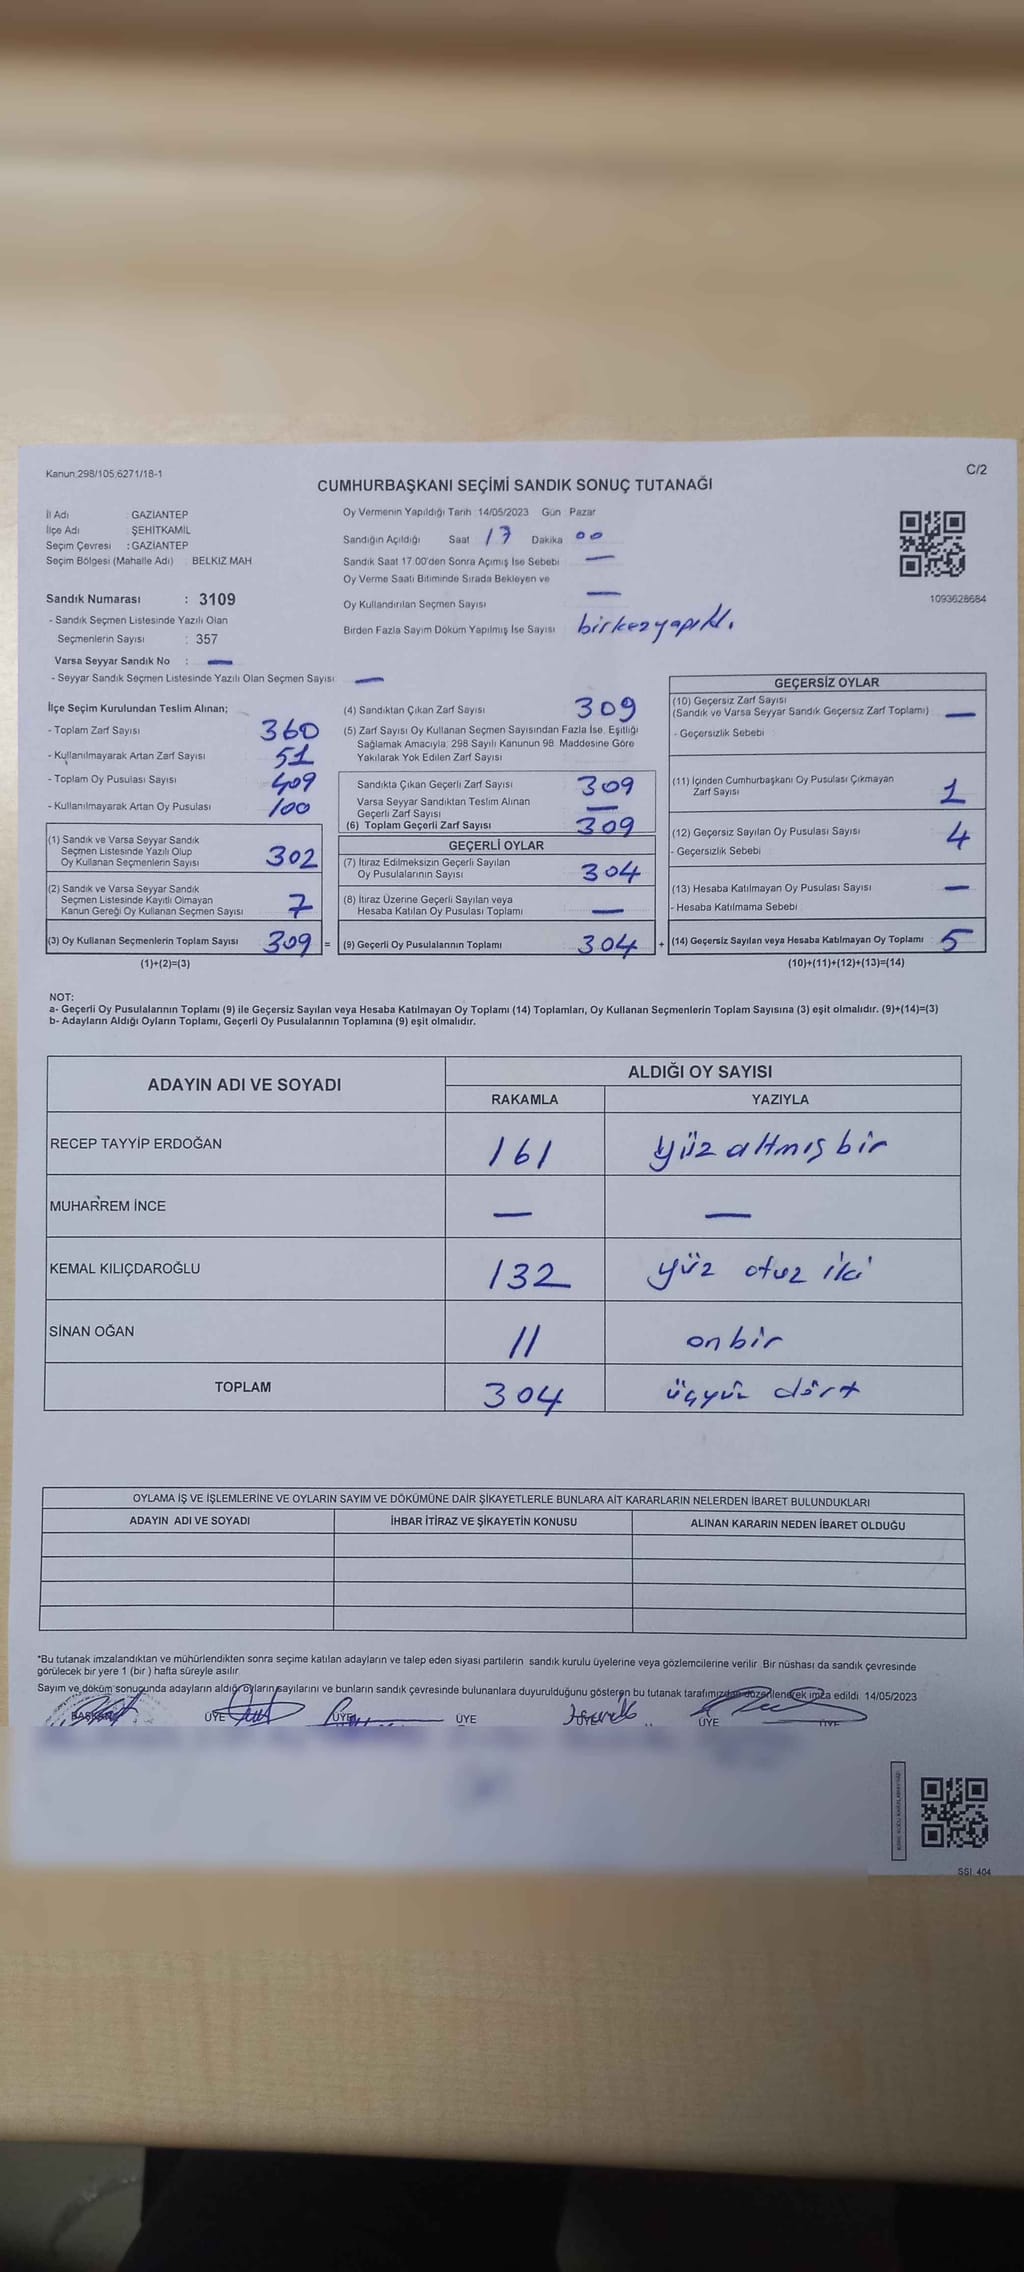 Kanun 298/105,6271/18-1
C/2
CUMHURBAŞKANI SEÇİMİ SANDIK SONUÇ TUTANAĞI
İl Adı : GAZİANTEP
İlçe Adı : ŞEHİTKAMİL
Seçim Çevresi : GAZİANTEP
Seçim Bölgesi (Mahalle Adı) BELKIZ MAH
Sandık Numarası : 3109
- Sandık Seçmen Listesinde Yazılı Olan
Seçmenlerin Sayısı : 357
Varsa Seyyar Sandık No : —
- Seyyar Sandık Seçmen Listesinde Yazılı Olan Seçmen Sayısı: —
Oy Vermenin Yapıldığı Tarih 14/05/2023 Gün Pazar
Sandığın Açıldığı Saat 17 Dakika 00
Sandık Saat 17.00'den Sonra Açımış İse Sebebi —
Oy Verme Saati Bitiminde Sırada Bekleyen ve
Oy Kullandırılan Seçmen Sayısı —
Birden Fazla Sayım Döküm Yapılmış İse Sayısı bir kez yapıldı.
1093628684
İlçe Seçim Kurulundan Teslim Alınan;
- Toplam Zarf Sayısı 360
- Kullanılmayarak Artan Zarf Sayısı 51
- Toplam Oy Pusulası Sayısı 409
- Kullanılmayarak Artan Oy Pusulası 100
(1) Sandık ve Varsa Seyyar Sandık
Seçmen Listesinde Yazılı Olup
Oy Kullanan Seçmenlerin Sayısı 302
(2) Sandık ve Varsa Seyyar Sandık
Seçmen Listesinde Kayıtlı Olmayan
Kanun Gereği Oy Kullanan Seçmen Sayısı 7
(3) Oy Kullanan Seçmenlerin Toplam Sayısı 309 =
(1)+(2)=(3)
(4) Sandıktan Çıkan Zarf Sayısı 309
(5) Zarf Sayısı Oy Kullanan Seçmen Sayısından Fazla İse, Eşitliği
Sağlamak Amacıyla, 298 Sayılı Kanunun 98. Maddesine Göre
Yakılarak Yok Edilen Zarf Sayısı
Sandıkta Çıkan Geçerli Zarf Sayısı 309
Varsa Seyyar Sandıktan Teslim Alınan
Geçerli Zarf Sayısı —
(6) Toplam Geçerli Zarf Sayısı 309
GEÇERLİ OYLAR
(7) İtiraz Edilmeksizin Geçerli Sayılan
Oy Pusulalarının Sayısı 304
(8) İtiraz Üzerine Geçerli Sayılan veya
Hesaba Katılan Oy Pusulası Toplamı —
(9) Geçerli Oy Pusulalarının Toplamı 304 +
GEÇERSİZ OYLAR
(10) Geçersiz Zarf Sayısı
(Sandık ve Varsa Seyyar Sandık Geçersiz Zarf Toplamı) —
- Geçersizlik Sebebi
(11) İçinden Cumhurbaşkanı Oy Pusulası Çıkmayan
Zarf Sayısı 1
(12) Geçersiz Sayılan Oy Pusulası Sayısı 4
- Geçersizlik Sebebi
(13) Hesaba Katılmayan Oy Pusulası Sayısı —
- Hesaba Katılmama Sebebi
(14) Geçersiz Sayılan veya Hesaba Katılmayan Oy Toplamı : 5
(10)+(11)+(12)+(13)=(14)
NOT:
a- Geçerli Oy Pusulalarının Toplamı (9) ile Geçersiz Sayılan veya Hesaba Katılmayan Oy Toplamı (14) Toplamları, Oy Kullanan Seçmenlerin Toplam Sayısına (3) eşit olmalıdır. (9)+(14)=(3)
b- Adayların Aldığı Oyların Toplamı, Geçerli Oy Pusulalarının Toplamına (9) eşit olmalıdır.
ADAYIN ADI VE SOYADI
ALDIĞI OY SAYISI
RAKAMLA YAZIYLA
RECEP TAYYİP ERDOĞAN 161 yüz altmış bir
MUHARREM İNCE — —
KEMAL KILIÇDAROĞLU 132 yüz otuz iki
SİNAN OĞAN 11 on bir
TOPLAM 304 üçyüz dört
OYLAMA İŞ VE İŞLEMLERİNE VE OYLARIN SAYIM VE DÖKÜMÜNE DAİR ŞİKAYETLERLE BUNLARA AİT KARARLARIN NELERDEN İBARET BULUNDUKLARI
ADAYIN ADI VE SOYADI İHBAR İTİRAZ VE ŞİKAYETİN KONUSU ALINAN KARARIN NEDEN İBARET OLDUĞU
*Bu tutanak imzalandıktan ve mühürlendikten sonra seçime katılan adayların ve talep eden siyasi partilerin sandık kurulu üyelerine veya gözlemcilerine verilir. Bir nüshası da sandık çevresinde
görülecek bir yere 1 (bir ) hafta süreyle asılır.
Sayım ve döküm sonucunda adayların aldığı oyların sayılarını ve bunların sandık çevresinde bulunanlara duyurulduğunu gösteren bu tutanak tarafımızdan düzenlenerek imza edildi 14/05/2023
BAŞKAN ÜYE ÜYE ÜYE ÜYE ÜYE ÜYE
SSI 404